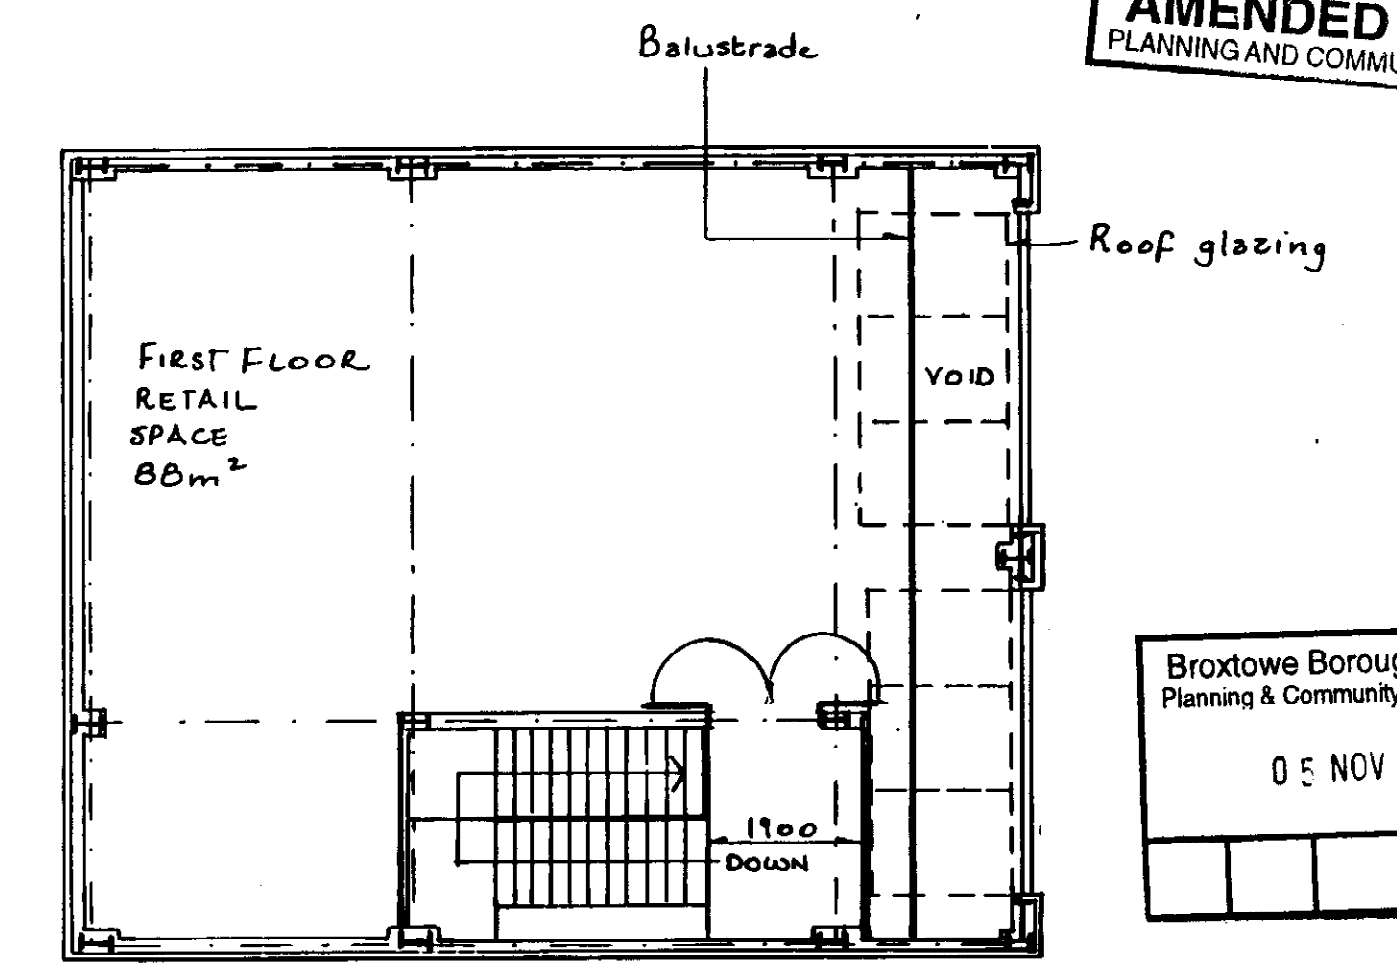 AMENDED
PLANNING AND COMMU
Balustrade
Roof glazing
FIRST FLOOR
RETAIL
SPACE
88m²
VOID
Broxtowe Boroug
Planning & Community
05 NOV
1900
DOWN